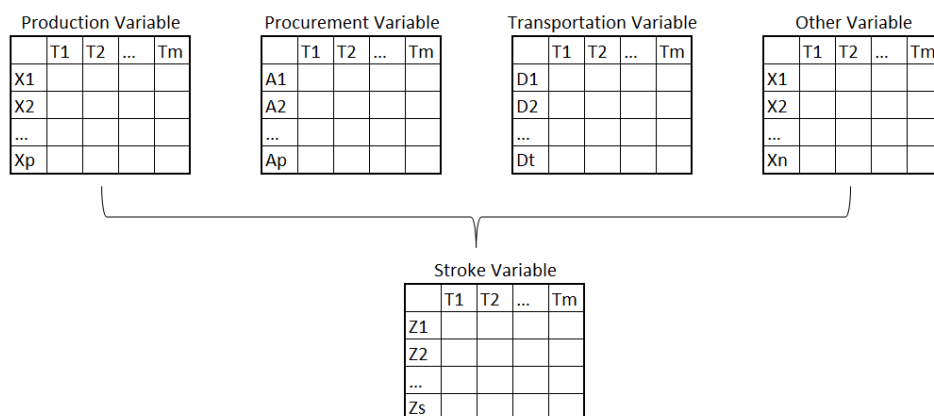 Production Variable Procurement Variable Transportation Variable Other Variable
T1 T2 ... Tm T1 T2 ... Tm T1 T2 ... Tm T1 T2 ... Tm
X1 A1 D1 X1
X2 A2 D2 X2
... ... ... ...
Xp Ap Dt Xn
Stroke Variable
T1 T2 ... Tm
Z1
Z2
...
Zs